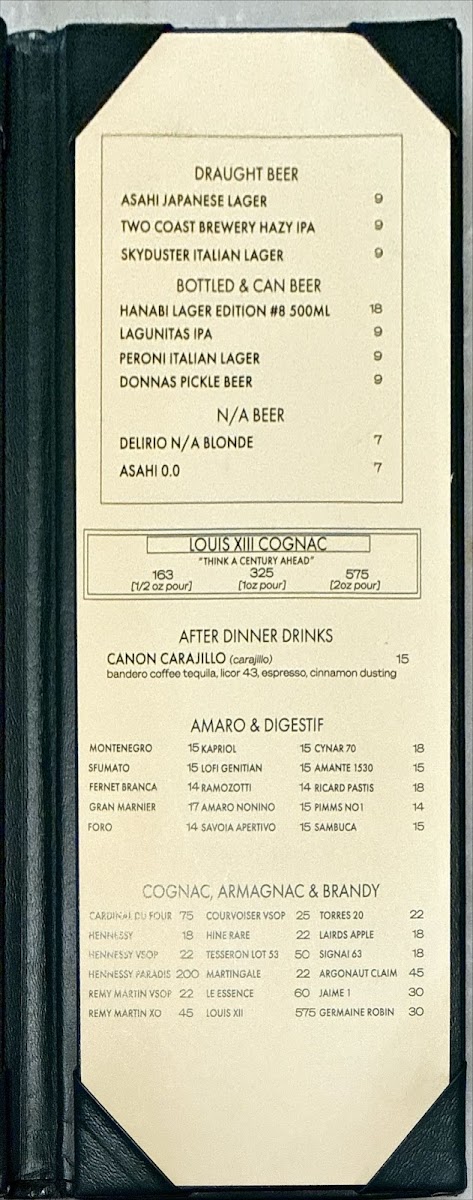 DRAUGHT BEER
ASAHI JAPANESE LAGER 9
TWO COAST BREWERY HAZY IPA 9
SKYDUSTER ITALIAN LAGER 9
BOTTLED & CAN BEER
HANABI LAGER EDITION #8 500ML 18
LAGUNITAS IPA 9
PERONI ITALIAN LAGER 9
DONNAS PICKLE BEER 9
N/A BEER
DELIRIO N/A BLONDE 7
ASAHI 0.0 7
LOUIS XIII COGNAC
"THINK A CENTURY AHEAD"
163 325 575
[1/2 oz pour] [1oz pour] [2oz pour]
AFTER DINNER DRINKS
CANON CARAJILLO (carajillo) 15
bandero coffee tequila, licor 43, espresso, cinnamon dusting
AMARO & DIGESTIF
MONTENEGRO 15 KAPRIOL 15 CYNAR 70 18
SFUMATO 15 LOFI GENITIAN 15 AMANTE 1530 15
FERNET BRANCA 14 RAMOZOTTI 14 RICARD PASTIS 18
GRAN MARNIER 17 AMARO NONINO 15 PIMMS NO1 14
FORO 14 SAVOIA APERTIVO 15 SAMBUCA 15
COGNAC, ARMAGNAC & BRANDY
CARDINAL DU FOUR 75 COURVOISER VSOP 25 TORRES 20 22
HENNESSY 18 HINE RARE 22 LAIRDS APPLE 18
HENNESSY VSOP 22 TESSERON LOT 53 50 SIGNAI 63 18
HENNESSY PARADIS 200 MARTINGALE 22 ARGONAUT CLAIM 45
REMY MARTIN VSOP 22 LE ESSENCE 60 JAIME 1 30
REMY MARTIN XO 45 LOUIS XII 575 GERMAINE ROBIN 30